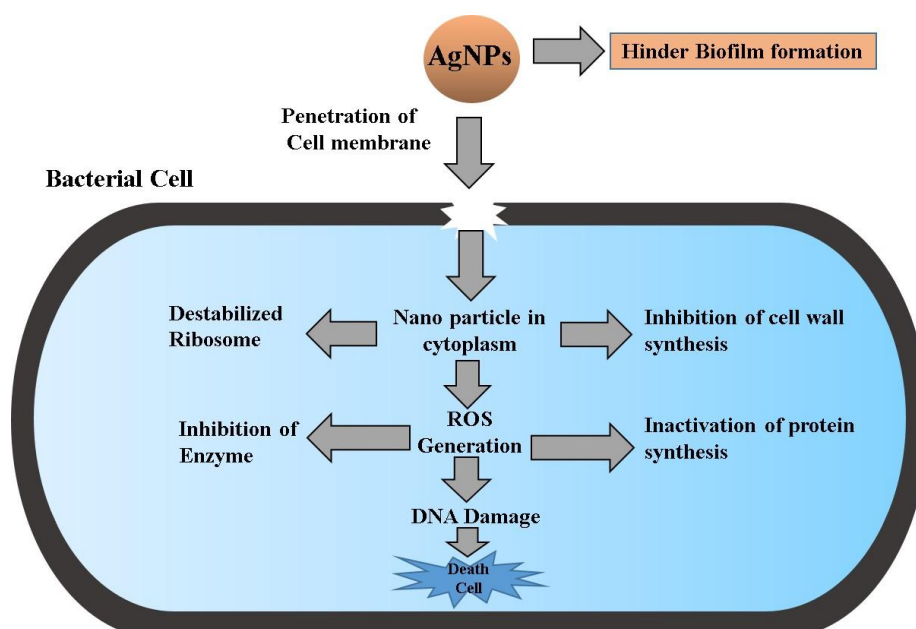 AgNPs
Hinder Biofilm formation
Penetration of
Cell membrane
Bacterial Cell
Destabilized
Ribosome
Nano particle in
cytoplasm
Inhibition of cell wall
synthesis
Inhibition of
Enzyme
ROS
Generation
Inactivation of protein
synthesis
DNA Damage
Death
Cell